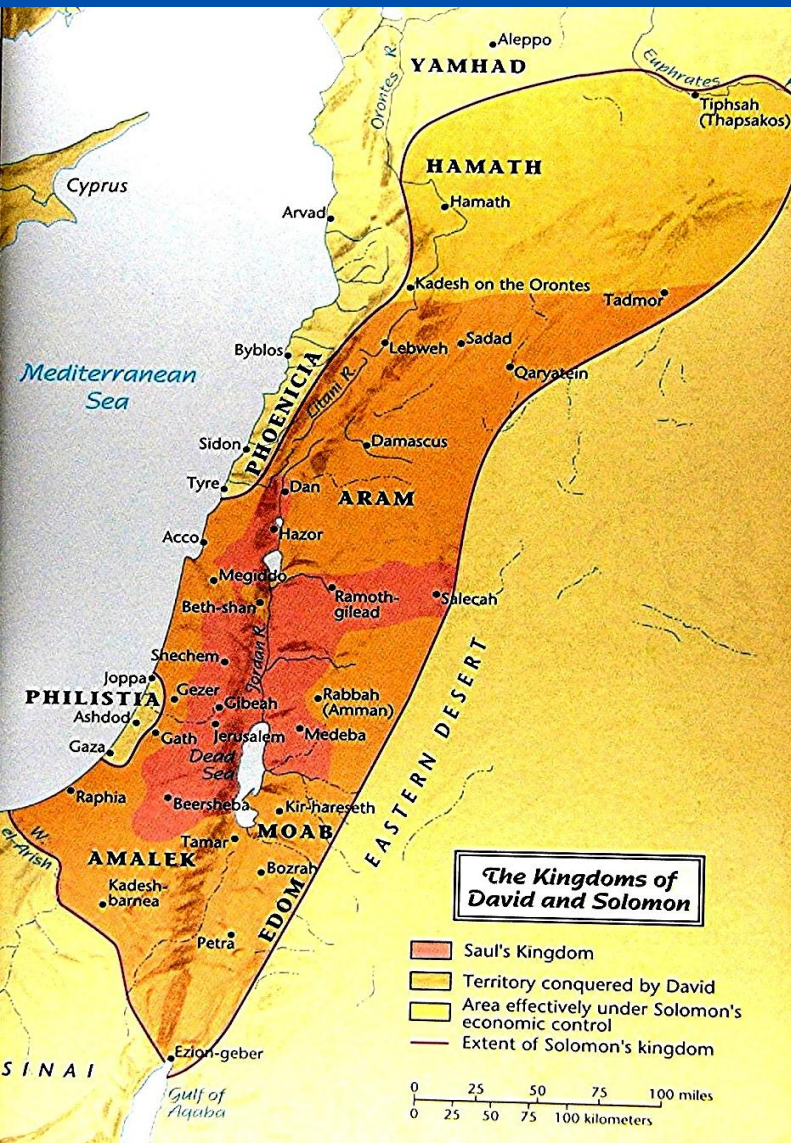 Aleppo
YAMHAD
Orontes R.
Euphrates
Tiphsah
(Thapsakos)
Cyprus
HAMATH
Hamath
Arvad
Kadesh on the Orontes
Tadmor
Byblos
Lebweh
Sadad
Qaryatein
Mediterranean
Sea
PHOENICIA
Litani R.
Sidon
Damascus
Tyre
Dan
ARAM
Acco
Hazor
Megiddo
Beth-shan
Ramoth-
gilead
Salecah
Jordan R.
Shechem
Joppa
PHILISTIA
Gezer
Gibeah
Rabbah
(Amman)
Ashdod
Gath
Jerusalem
Medeba
Gaza
Dead
Sea
EASTERN DESERT
Raphia
Beersheba
Kir-hareseth
W.
el-Arish
Tamar
MOAB
AMALEK
Bozrah
Kadesh-
barnea
EDOM
Petra
The Kingdoms of
David and Solomon
Saul's Kingdom
Territory conquered by David
Area effectively under Solomon's
economic control
Extent of Solomon's kingdom
Ezion-geber
SINAI
Gulf of
Aqaba
0 25 50 75 100 miles
0 25 50 75 100 kilometers